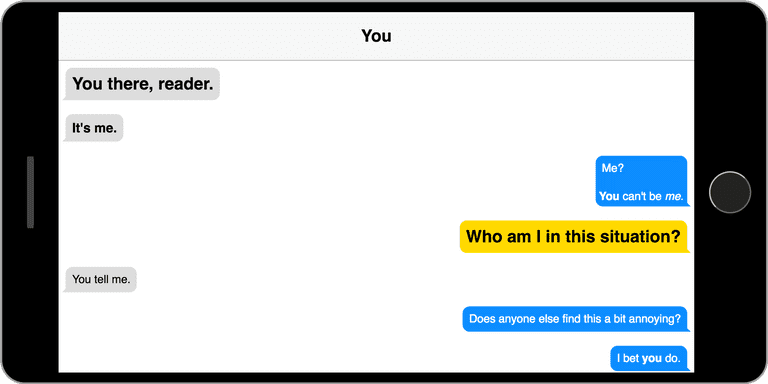 You
You there, reader.
It's me.
Me?
You can't be me.
Who am I in this situation?
You tell me.
Does anyone else find this a bit annoying?
I bet you do.